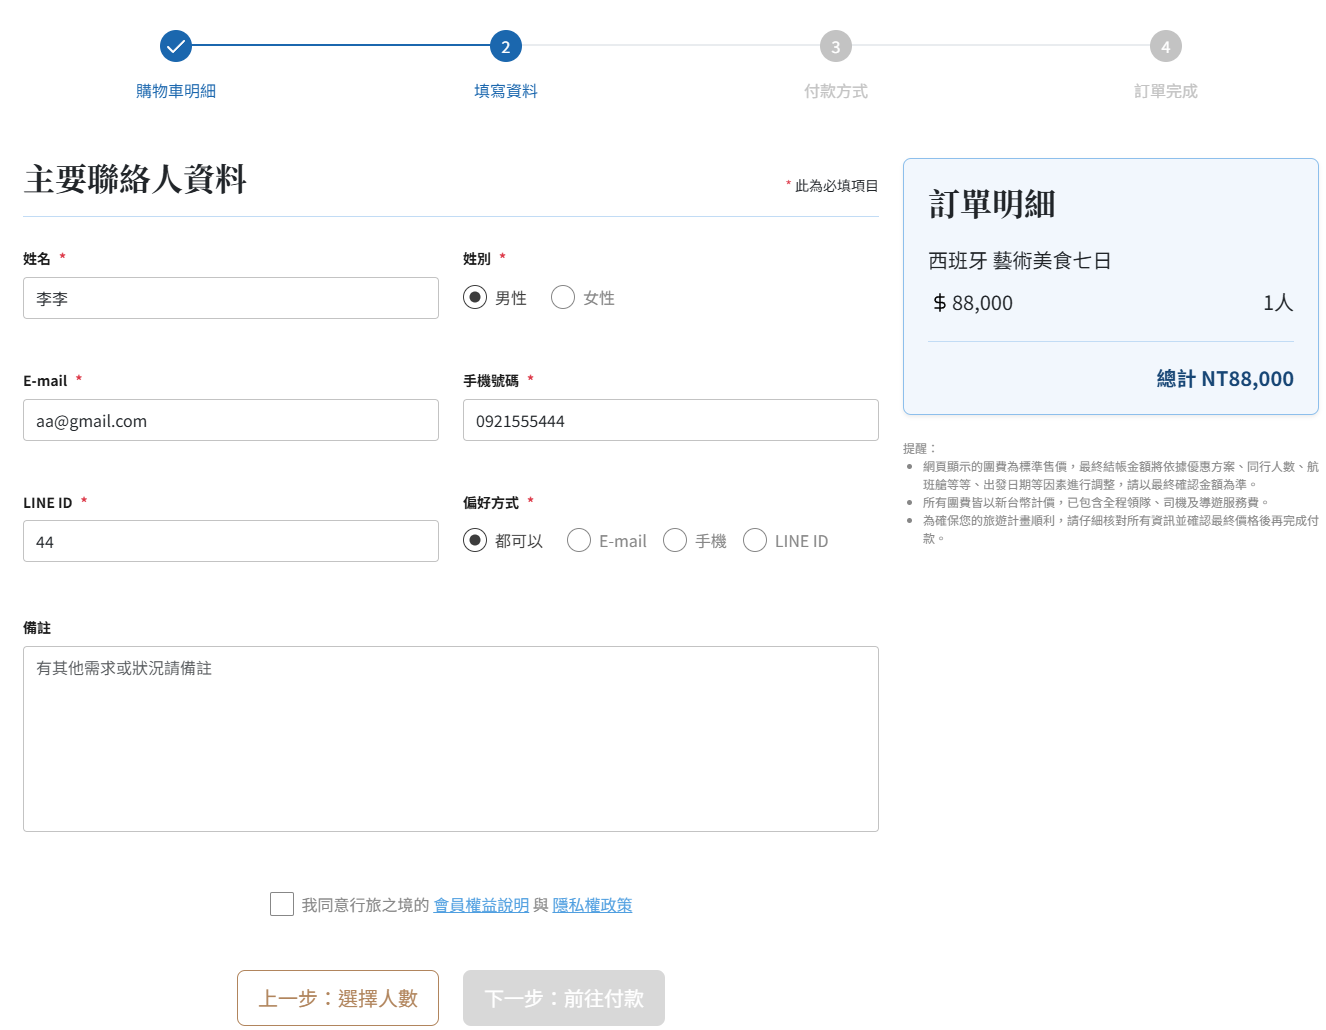 2
3
4
購物車明細
填寫資料
付款方式
訂單完成
主要聯絡人資料
* 此為必填項目
姓名 *
李李
姓別 *
男性
女性
E-mail *
aa@gmail.com
手機號碼 *
0921555444
LINE ID *
44
偏好方式 *
都可以
E-mail
手機
LINE ID
備註
有其他需求或狀況請備註
我同意行旅之境的 會員權益說明 與 隱私權政策
上一步：選擇人數
下一步：前往付款
訂單明細
西班牙 藝術美食七日
$ 88,000 1人
總計 NT88,000
提醒：
網頁顯示的團費為標準售價，最終結帳金額將依據優惠方案、同行人數、航
班艙等等、出發日期等因素進行調整，請以最終確認金額為準。
所有團費皆以新台幣計價，已包含全程領隊、司機及導遊服務費。
為確保您的旅遊計畫順利，請仔細核對所有資訊並確認最終價格後再完成付
款。